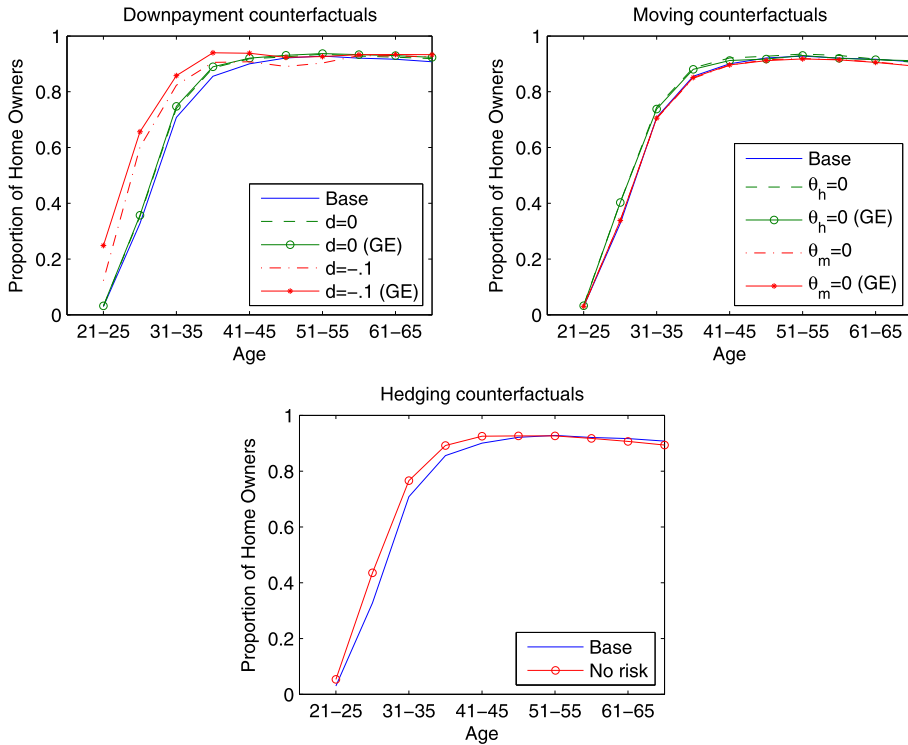 Downpayment counterfactuals
Proportion of Home Owners
1
0.8
0.6
0.4
0.2
0
21−25
31−35
41−45
51−55
61−65
Age
Base
d=0
d=0 (GE)
d=−.1
d=−.1 (GE)
Moving counterfactuals
Proportion of Home Owners
1
0.8
0.6
0.4
0.2
0
21−25
31−35
41−45
51−55
61−65
Age
Base
θ_h=0
θ_h=0 (GE)
θ_m=0
θ_m=0 (GE)
Hedging counterfactuals
Proportion of Home Owners
1
0.8
0.6
0.4
0.2
0
21−25
31−35
41−45
51−55
61−65
Age
Base
No risk